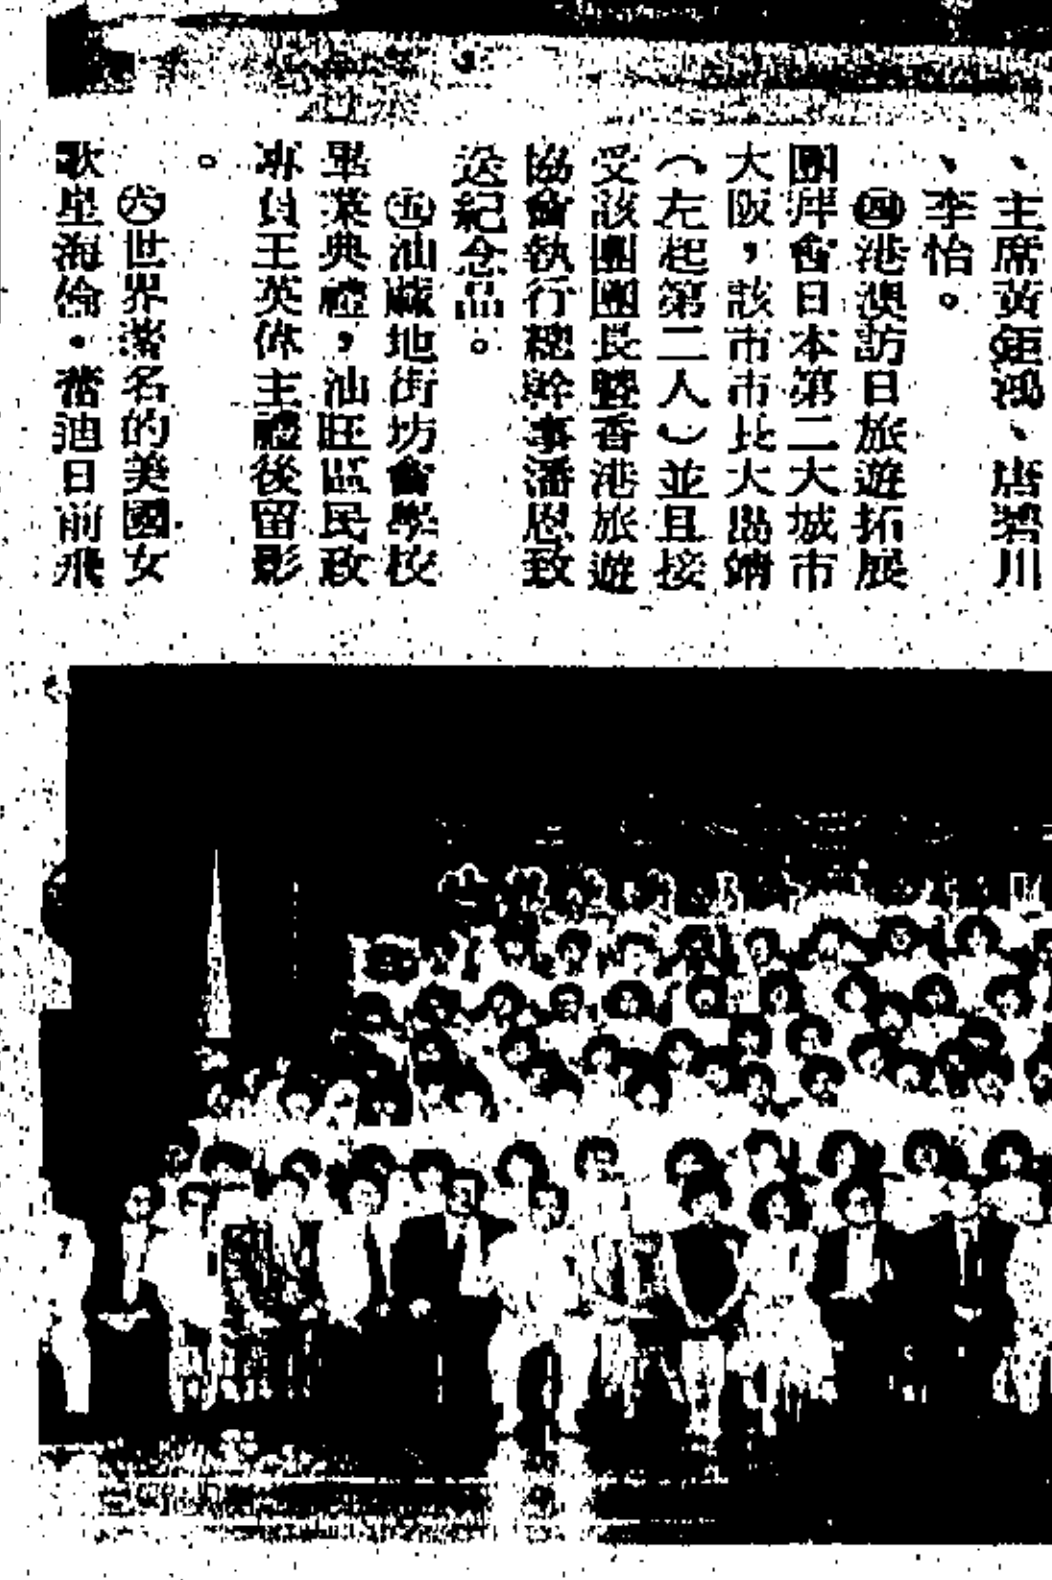 、主席黃鉅鴻、唐碧川
、李怡。
㊃港澳訪日旅遊拓展
團拜會日本第二大城市
大阪，該市市長大島靖
（左起第二人）並且接
受該團團長暨香港旅遊
協會執行總幹事潘恩致
送紀念品。
㊄油蔴地街坊會學校
畢業典禮，油旺區民政
專員王英偉主禮後留影
。
㊅世界著名的美國女
歌星海倫·雷迪日前飛